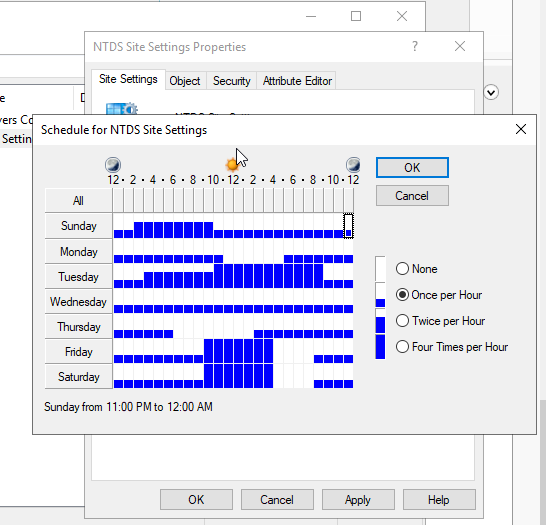 NTDS Site Settings Properties
?
Site Settings Object Security Attribute Editor
e
D
ers Co
Settin
Schedule for NTDS Site Settings
12 · 2 · 4 · 6 · 8 · 10 · 12 · 2 · 4 · 6 · 8 · 10 · 12
All
Sunday
Monday
Tuesday
Wednesday
Thursday
Friday
Saturday
OK
Cancel
None
Once per Hour
Twice per Hour
Four Times per Hour
Sunday from 11:00 PM to 12:00 AM
OK Cancel Apply Help